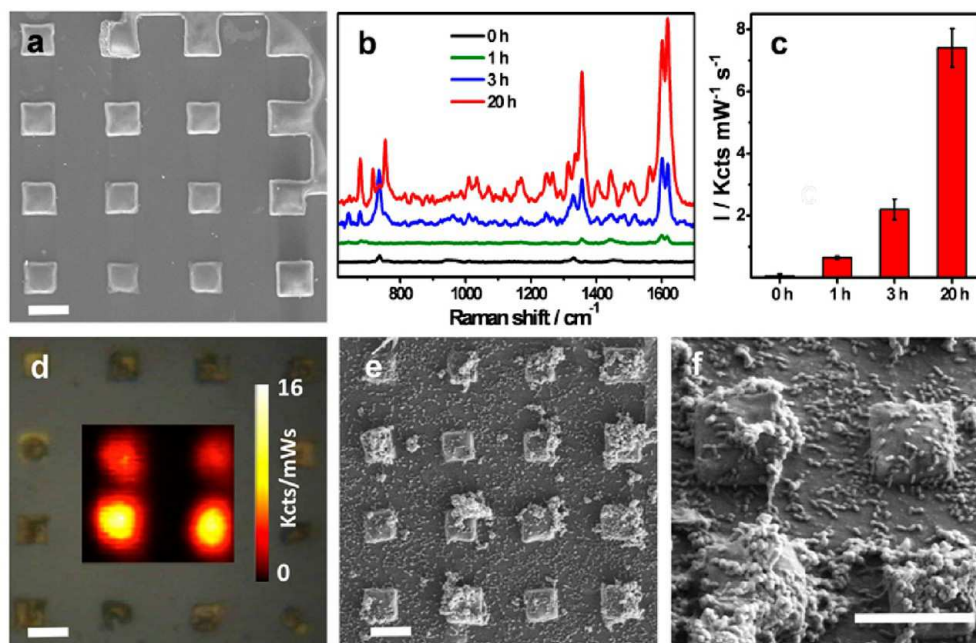 a
b
0 h
1 h
3 h
20 h
800 1000 1200 1400 1600
Raman shift / cm⁻¹
c
I / Kcts mW⁻¹ s⁻¹
8
6
4
2
0 h 1 h 3 h 20 h
d
16
Kcts/mWs
0
e
f